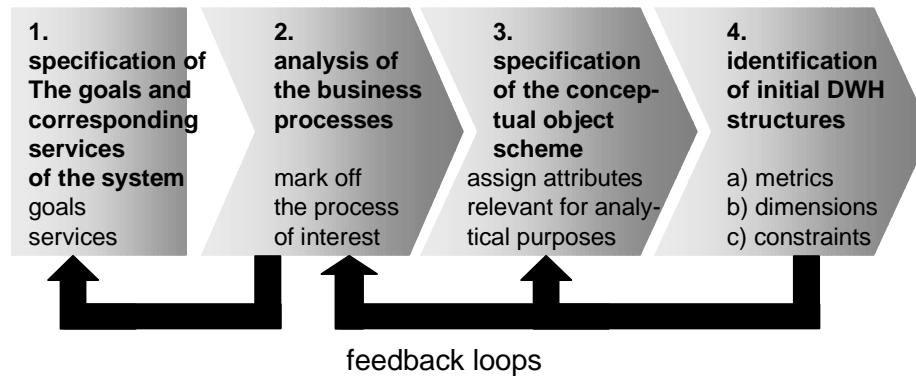 1.
specification of
The goals and
corresponding
services
of the system
goals
services
2.
analysis of
the business
processes
mark off
the process
of interest
3.
specification
of the concep-
tual object
scheme
assign attributes
relevant for analy-
tical purposes
4.
identification
of initial DWH
structures
a) metrics
b) dimensions
c) constraints
feedback loops